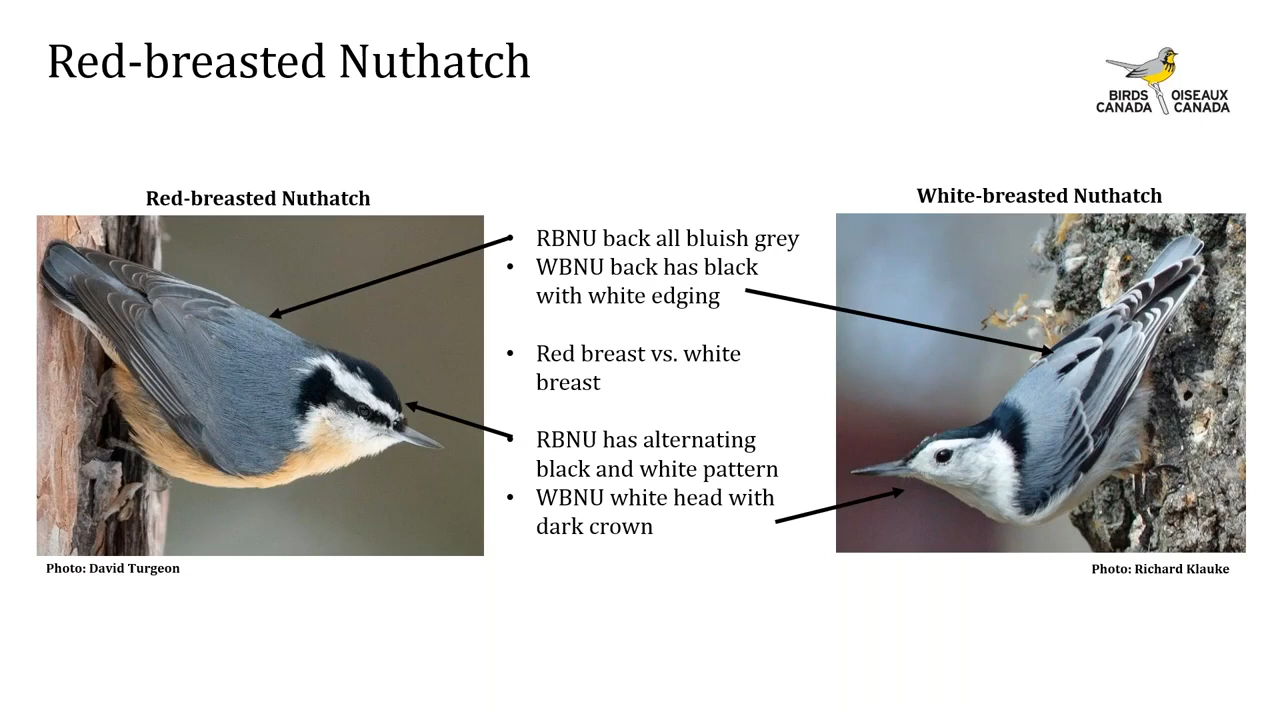 Red-breasted Nuthatch
BIRDS OISEAUX
CANADA CANADA
Red-breasted Nuthatch
White-breasted Nuthatch
• RBNU back all bluish grey
• WBNU back has black
with white edging
• Red breast vs. white
breast
• RBNU has alternating
black and white pattern
• WBNU white head with
dark crown
Photo: David Turgeon
Photo: Richard Klauke